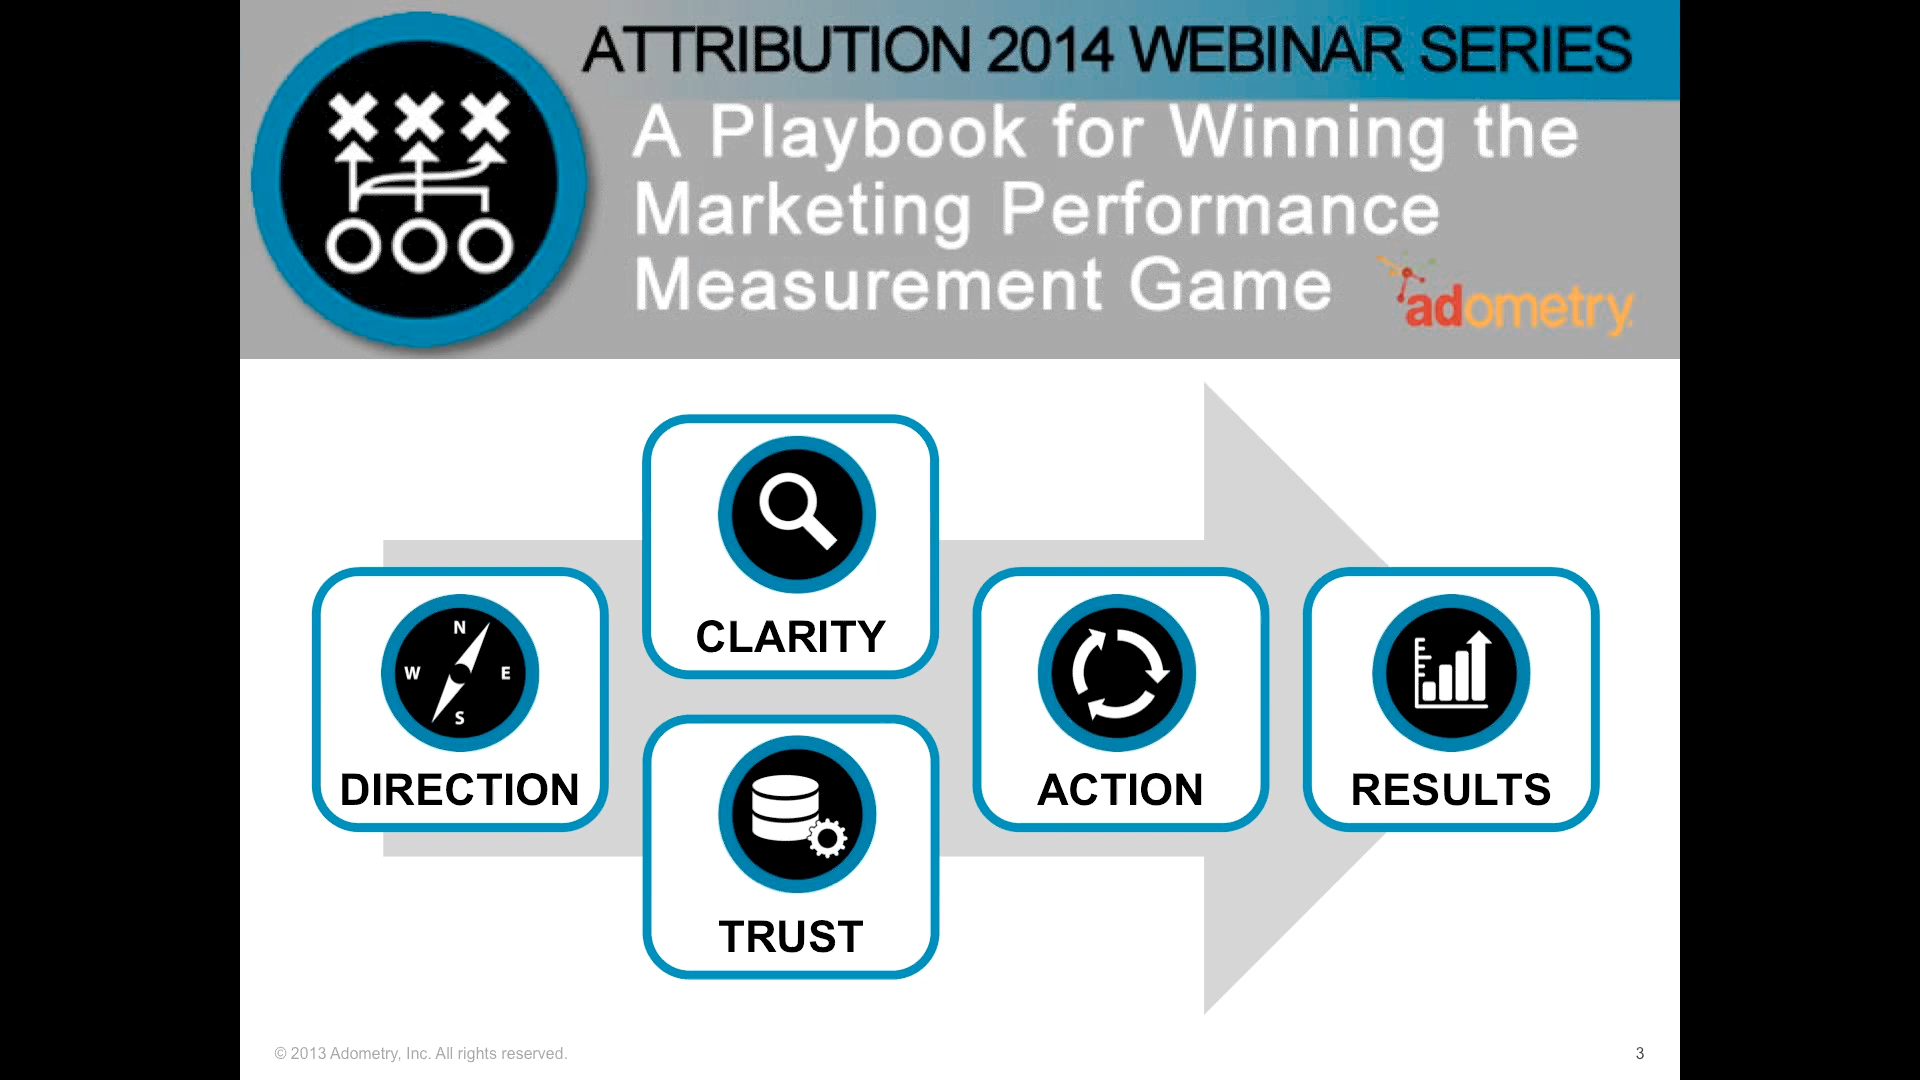 ATTRIBUTION 2014 WEBINAR SERIES
A Playbook for Winning the
Marketing Performance
Measurement Game
adometry
DIRECTION
N
W E
S
CLARITY
TRUST
ACTION
RESULTS
© 2013 Adometry, Inc. All rights reserved.
3